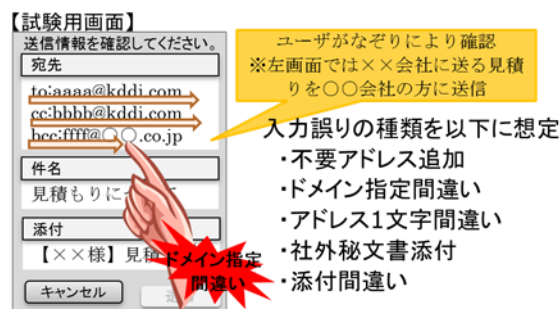 【試験用画面】
送信情報を確認してください。
宛先
to:aaaa@kddi.com
cc:bbbb@kddi.com
bcc:ffff@○○.co.jp
件名
見積もりに
て
添付
【××様】見積
キャンセル
ドメイン指定
間違い
ユーザがなぞりにより確認
※左画面では××会社に送る見積
りを○○会社の方に送信
入力誤りの種類を以下に想定
・不要アドレス追加
・ドメイン指定間違い
・アドレス1文字間違い
・社外秘文書添付
・添付間違い